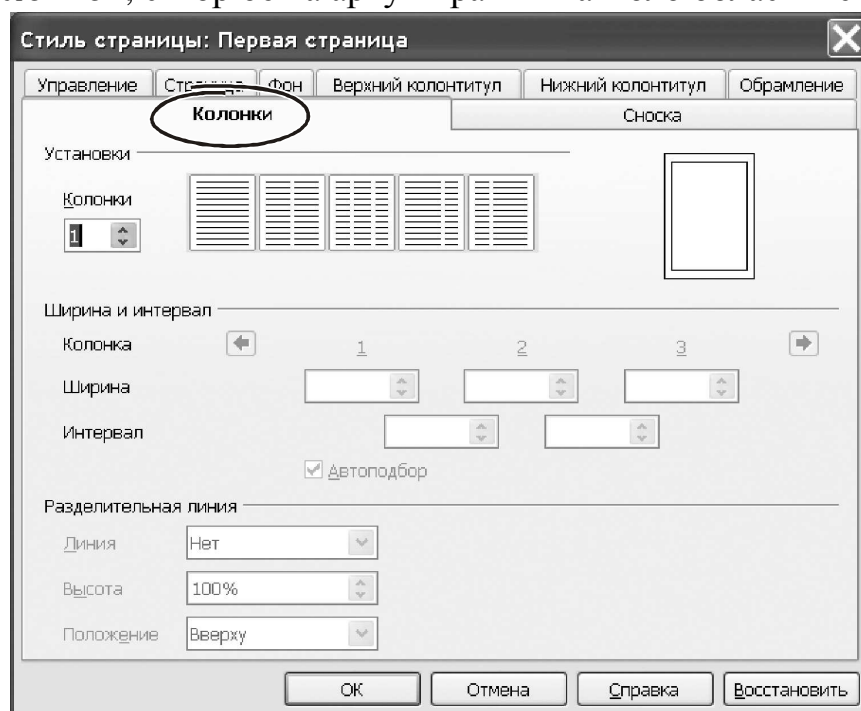 Стиль страницы: Первая страница
Управление Страница Фон Верхний колонтитул Нижний колонтитул Обрамление
Колонки Сноска
Установки
Колонки
1
Ширина и интервал
Колонка 1 2 3
Ширина
Интервал
Автоподбор
Разделительная линия
Линия Нет
Высота 100%
Положение Вверху
ОК Отмена Справка Восстановить